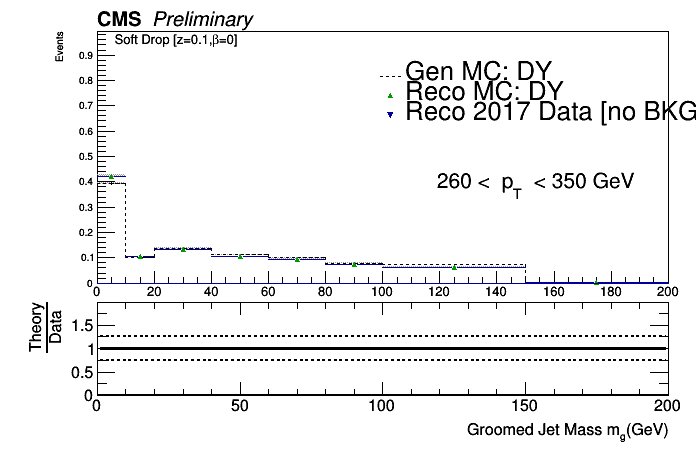 CMS Preliminary
Events
Soft Drop [z=0.1,β=0]
Gen MC: DY
Reco MC: DY
Reco 2017 Data [no BKG
260 < pT < 350 GeV
0.9
0.8
0.7
0.6
0.5
0.4
0.3
0.2
0.1
0
0 20 40 60 80 100 120 140 160 180 200
Theory
Data
1.5
1
0.5
0
0 50 100 150 200
Groomed Jet Mass mg(GeV)